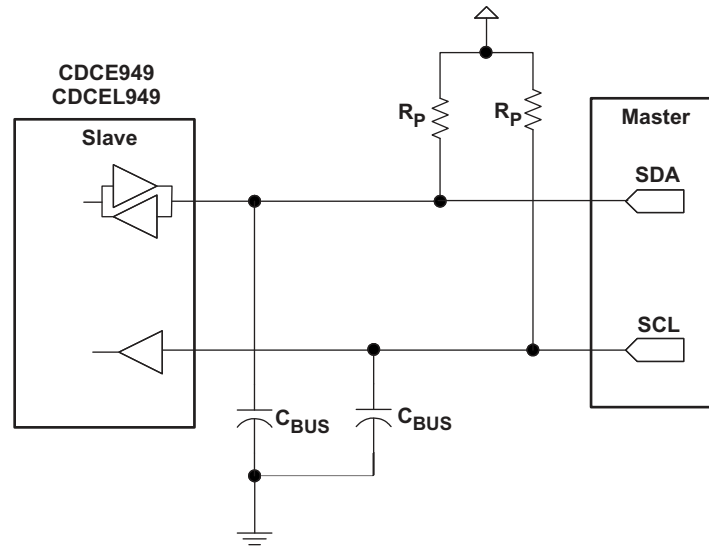 CDCE949
CDCEL949
Slave
R_P
R_P
Master
SDA
SCL
C_BUS
C_BUS